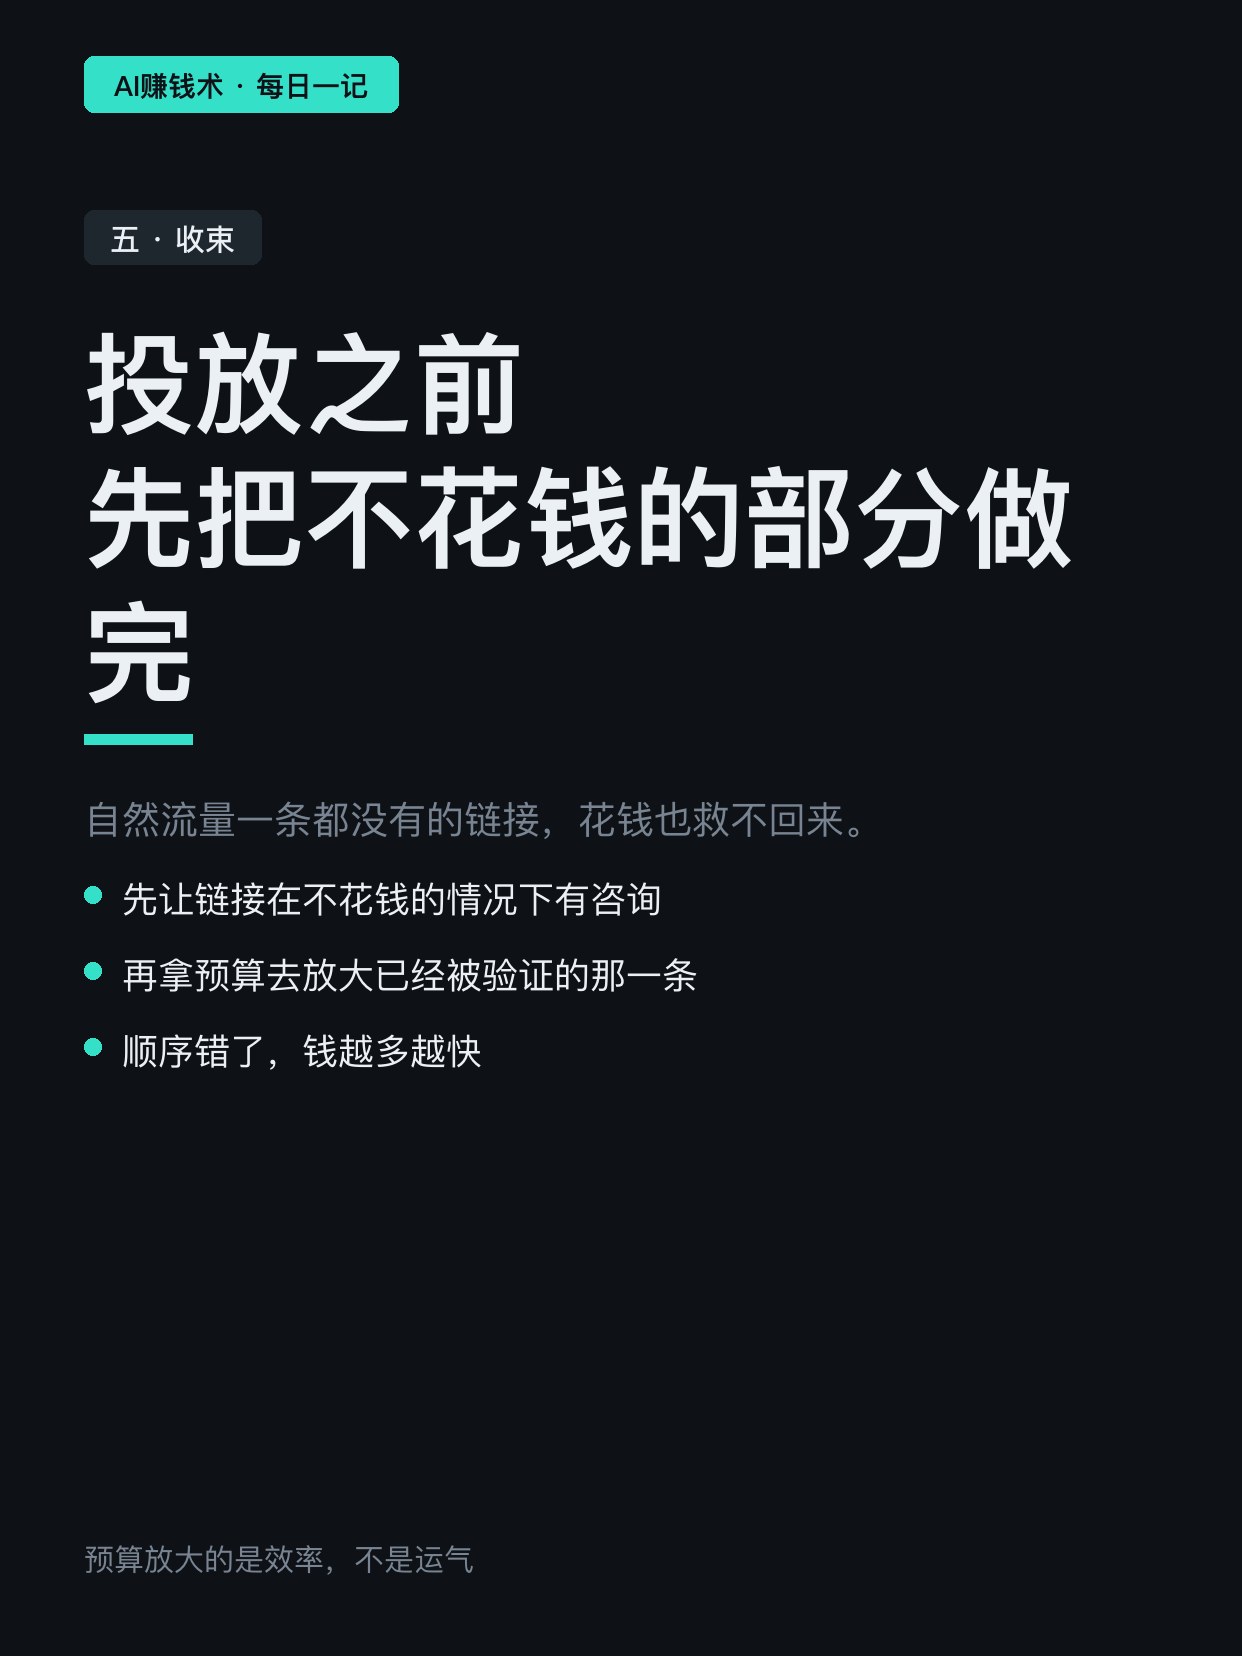 AI赚钱术 · 每日一记
五 · 收束
投放之前
先把不花钱的部分做
完
自然流量一条都没有的链接，花钱也救不回来。
先让链接在不花钱的情况下有咨询
再拿预算去放大已经被验证的那一条
顺序错了，钱越多越快
预算放大的是效率，不是运气